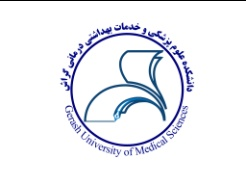 دانشکده علوم پزشکی و خدمات بهداشتی درمانی گراش
Gerash University of Medical Sciences